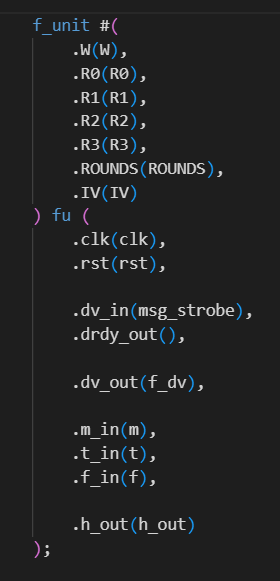 f_unit #(
.W(W),
.R0(R0),
.R1(R1),
.R2(R2),
.R3(R3),
.ROUNDS(ROUNDS),
.IV(IV)
) fu (
.clk(clk),
.rst(rst),
.dv_in(msg_strobe),
.drdy_out(),
.dv_out(f_dv),
.m_in(m),
.t_in(t),
.f_in(f),
.h_out(h_out)
);